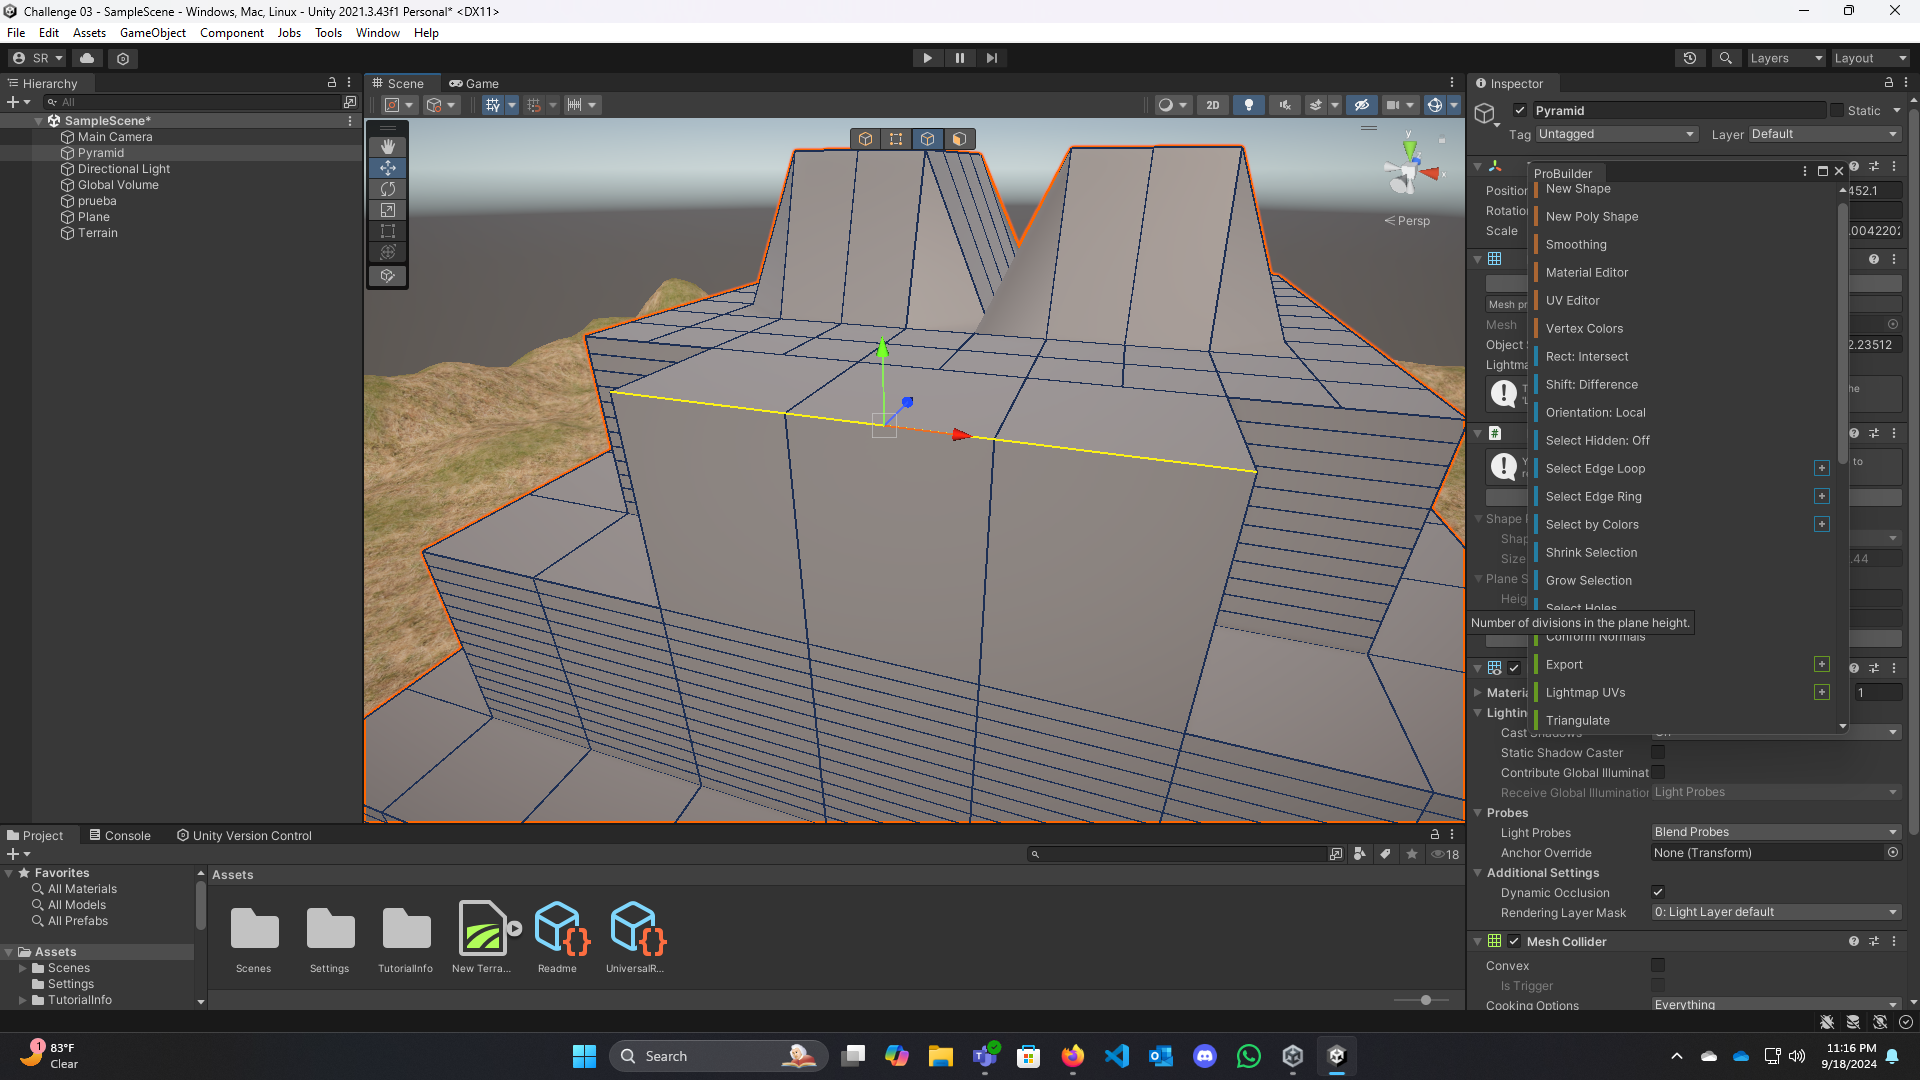 Challenge 03 - SampleScene - Windows, Mac, Linux - Unity 2021.3.43f1 Personal* <DX11>
File Edit Assets GameObject Component Jobs Tools Window Help
SR
Layers
Layout
Hierarchy
All
SampleScene*
Main Camera
Pyramid
Directional Light
Global Volume
prueba
Plane
Terrain
Scene
Game
2D
y
x
Persp
Inspector
Pyramid
Static
Tag Untagged
Layer Default
Position
452.1
Rotation
Scale
Mesh
Object
2.23512
Lightma
the
to
Shape
Size
.44
Plane S
Heig
ProBuilder
New Shape
New Poly Shape
Smoothing
Material Editor
UV Editor
Vertex Colors
Rect: Intersect
Shift: Difference
Orientation: Local
Select Hidden: Off
Select Edge Loop
Select Edge Ring
Select by Colors
Shrink Selection
Grow Selection
Select Holes
Number of divisions in the plane height.
Conform Normals
Export
Lightmap UVs
Triangulate
Materia
1
Lightin
Cast Shadows
On
Static Shadow Caster
Contribute Global Illuminat
Receive Global Illumination Light Probes
Probes
Light Probes Blend Probes
Anchor Override None (Transform)
Additional Settings
Dynamic Occlusion
Rendering Layer Mask 0: Light Layer default
Mesh Collider
Convex
Is Trigger
Cooking Options Everything
Project
Console
Unity Version Control
18
Favorites
All Materials
All Models
All Prefabs
Assets
Scenes
Settings
TutorialInfo
Assets
Scenes
Settings
TutorialInfo
New Terra...
Readme
UniversalR...
1
83°F
Clear
Search
11:16 PM
9/18/2024